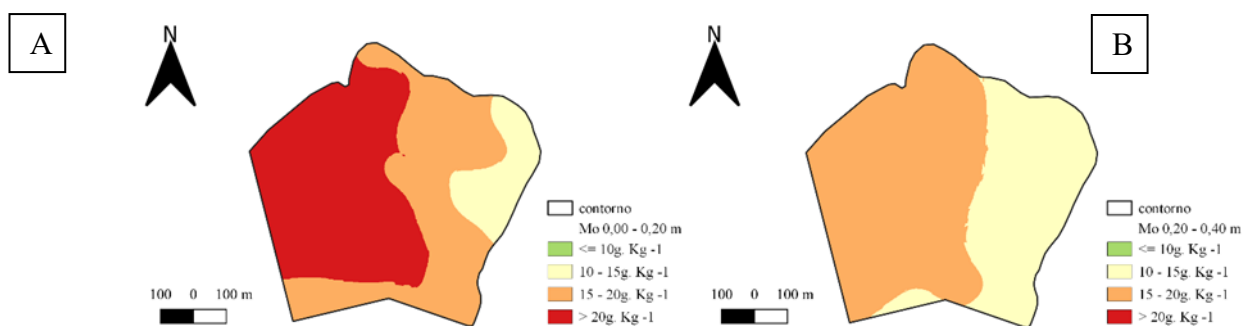 A
N
contorno
Mo 0,00 - 0,20 m
<= 10g. Kg -1
10 - 15g. Kg -1
15 - 20g. Kg -1
> 20g. Kg -1
100 0 100 m
N
B
contorno
Mo 0,20 - 0,40 m
<= 10g. Kg -1
10 - 15g. Kg -1
15 - 20g. Kg -1
> 20g. Kg -1
100 0 100 m